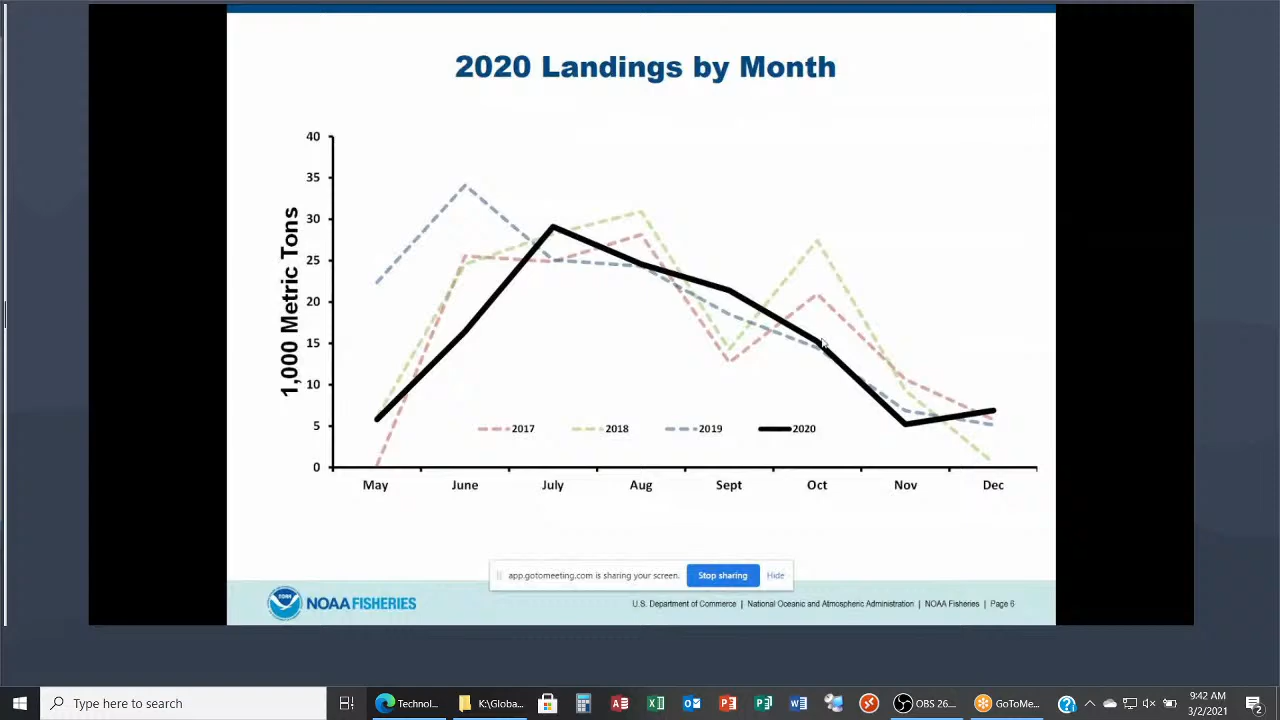 2020 Landings by Month
1,000 Metric Tons
40
35
30
25
20
15
10
5
0
2017
2018
2019
2020
May
June
July
Aug
Sept
Oct
Nov
Dec
app.gotomeeting.com is sharing your screen.
Stop sharing
Hide
NOAA FISHERIES
U.S. Department of Commerce | National Oceanic and Atmospheric Administration | NOAA Fisheries | Page 6
Type here to search
Technol...
K:\Globa...
OBS 26...
GoToMe...
9:42 AM
3/2/2021
2